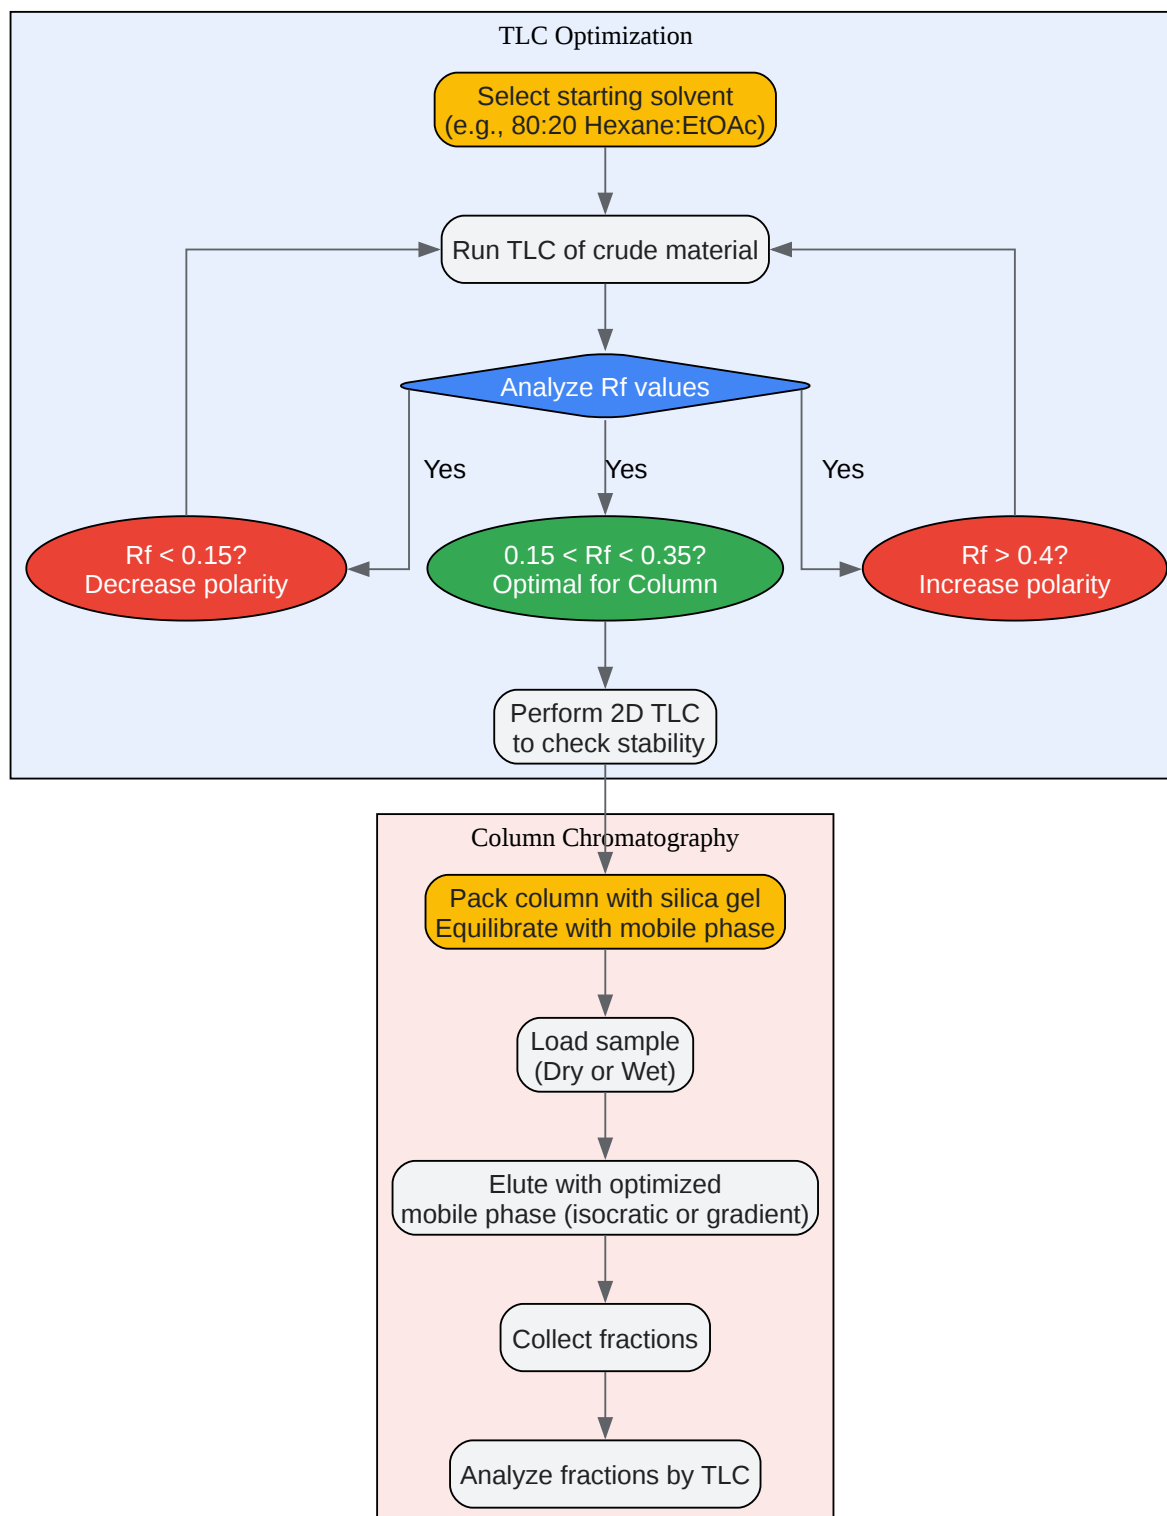 TLC Optimization
Select starting solvent
(e.g., 80:20 Hexane:EtOAc)
Run TLC of crude material
Analyze Rf values
Yes
Yes
Yes
Rf < 0.15?
Decrease polarity
0.15 < Rf < 0.35?
Optimal for Column
Rf > 0.4?
Increase polarity
Perform 2D TLC
to check stability
Column Chromatography
Pack column with silica gel
Equilibrate with mobile phase
Load sample
(Dry or Wet)
Elute with optimized
mobile phase (isocratic or gradient)
Collect fractions
Analyze fractions by TLC